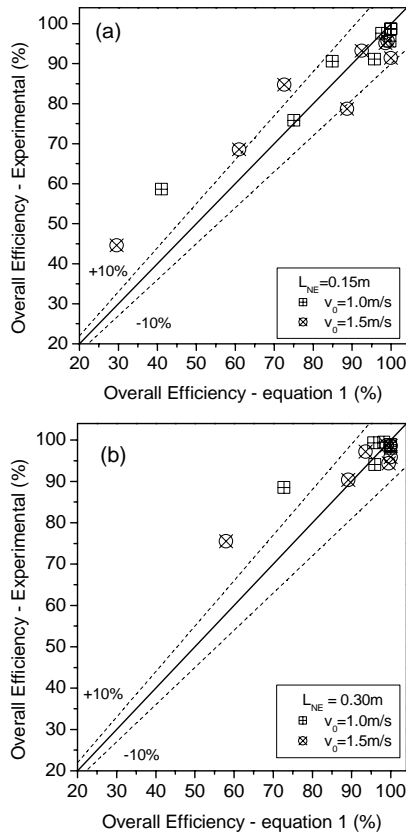 (a)
Overall Efficiency - Experimental (%)
100
90
80
70
60
50
40
30
20
+10%
-10%
L_NE=0.15m
v_0=1.0m/s
v_0=1.5m/s
20 30 40 50 60 70 80 90 100
Overall Efficiency - equation 1 (%)
(b)
Overall Efficiency - Experimental (%)
100
90
80
70
60
50
40
30
20
+10%
-10%
L_NE = 0.30m
v_0=1.0m/s
v_0=1.5m/s
20 30 40 50 60 70 80 90 100
Overall Efficiency - equation 1 (%)